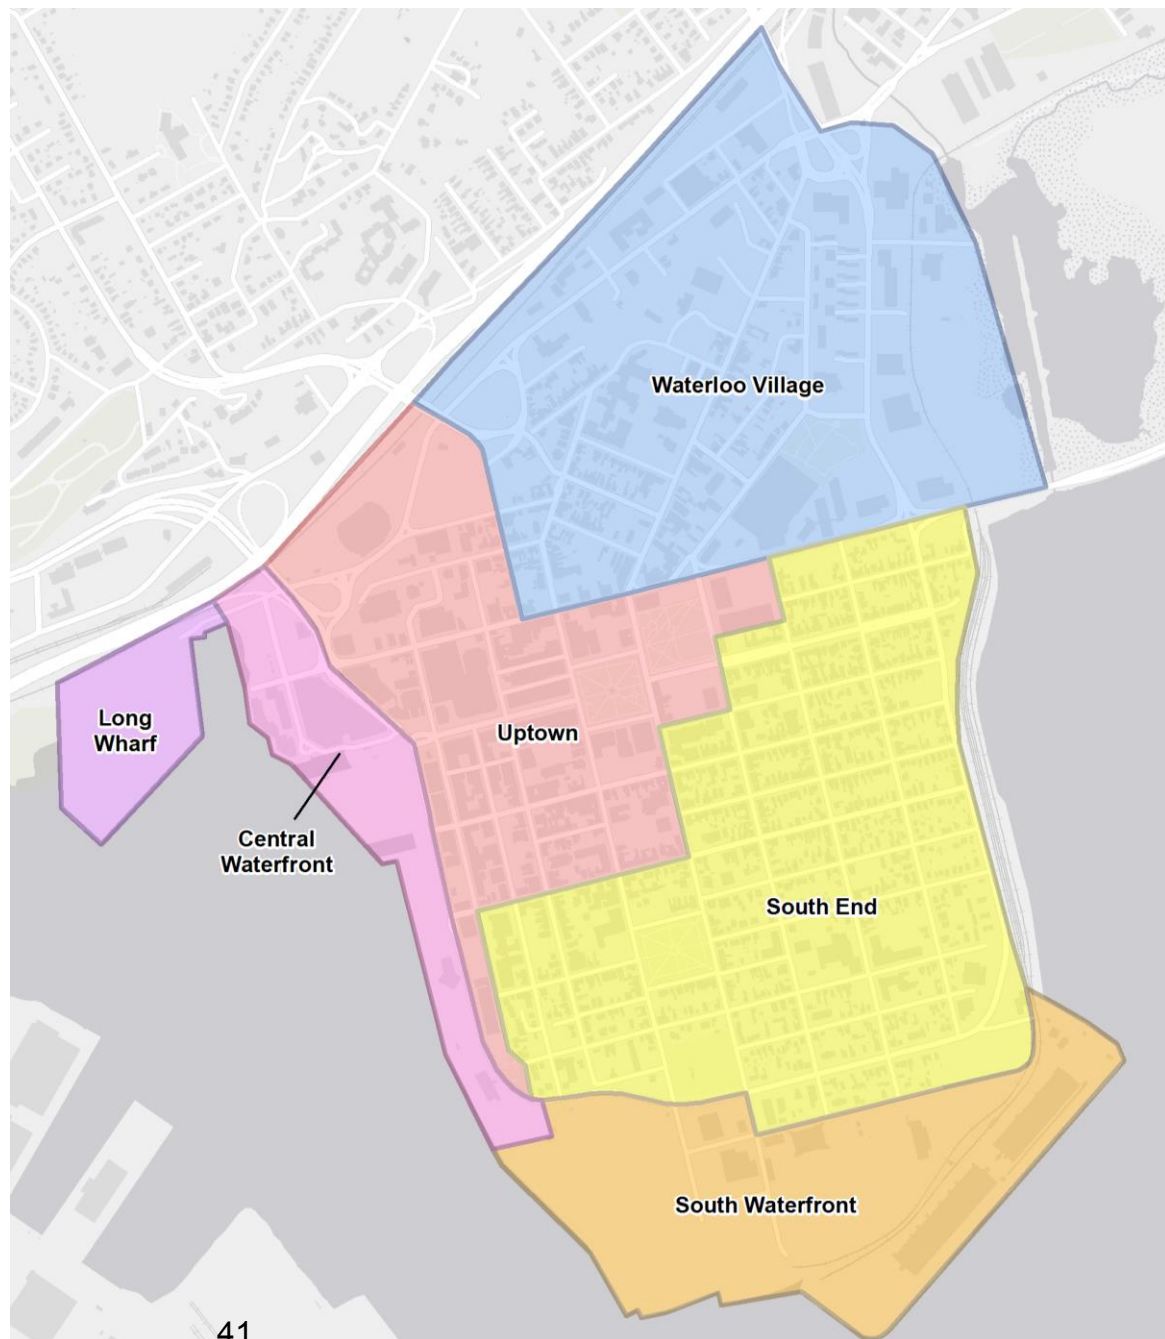 Waterloo Village
Long
Wharf
Uptown
Central
Waterfront
South End
South Waterfront
41